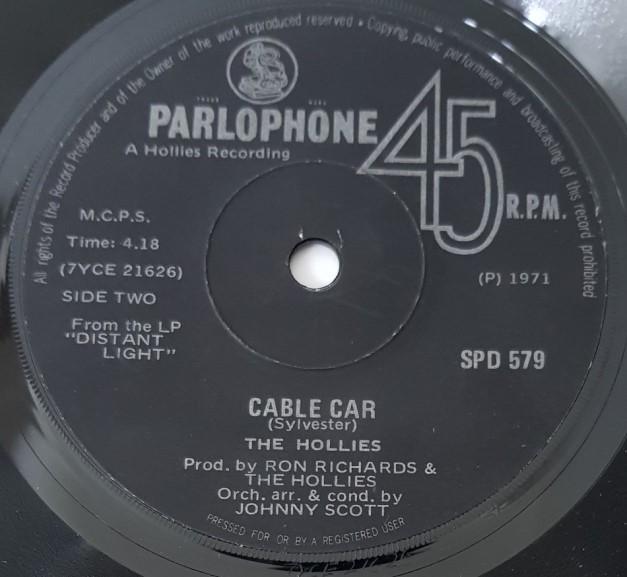 All rights of the Record Producer and of the Owner of the work reproduced reserved • Copying, public performance and broadcasting of this record prohibited
TRADE MARK
PARLOPHONE
45
R.P.M.
A Hollies Recording
M.C.P.S.
Time: 4.18
(7YCE 21626)
SIDE TWO
From the LP
"DISTANT
LIGHT"
(P) 1971
SPD 579
CABLE CAR
(Sylvester)
THE HOLLIES
Prod. by RON RICHARDS &
THE HOLLIES
Orch. arr. & cond. by
JOHNNY SCOTT
PRESSED FOR OR BY A REGISTERED USER